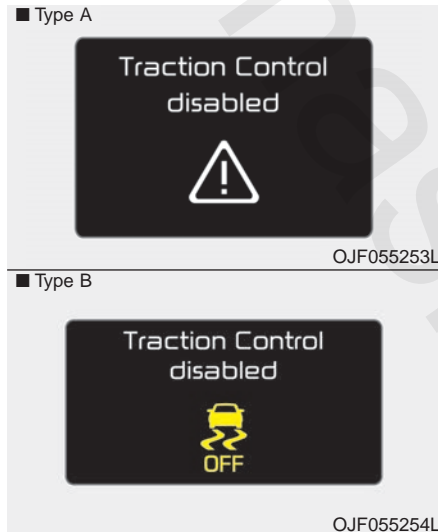 ■ Type A
Traction Control
disabled
OJF055253L
■ Type B
Traction Control
disabled
OFF
OJF055254L